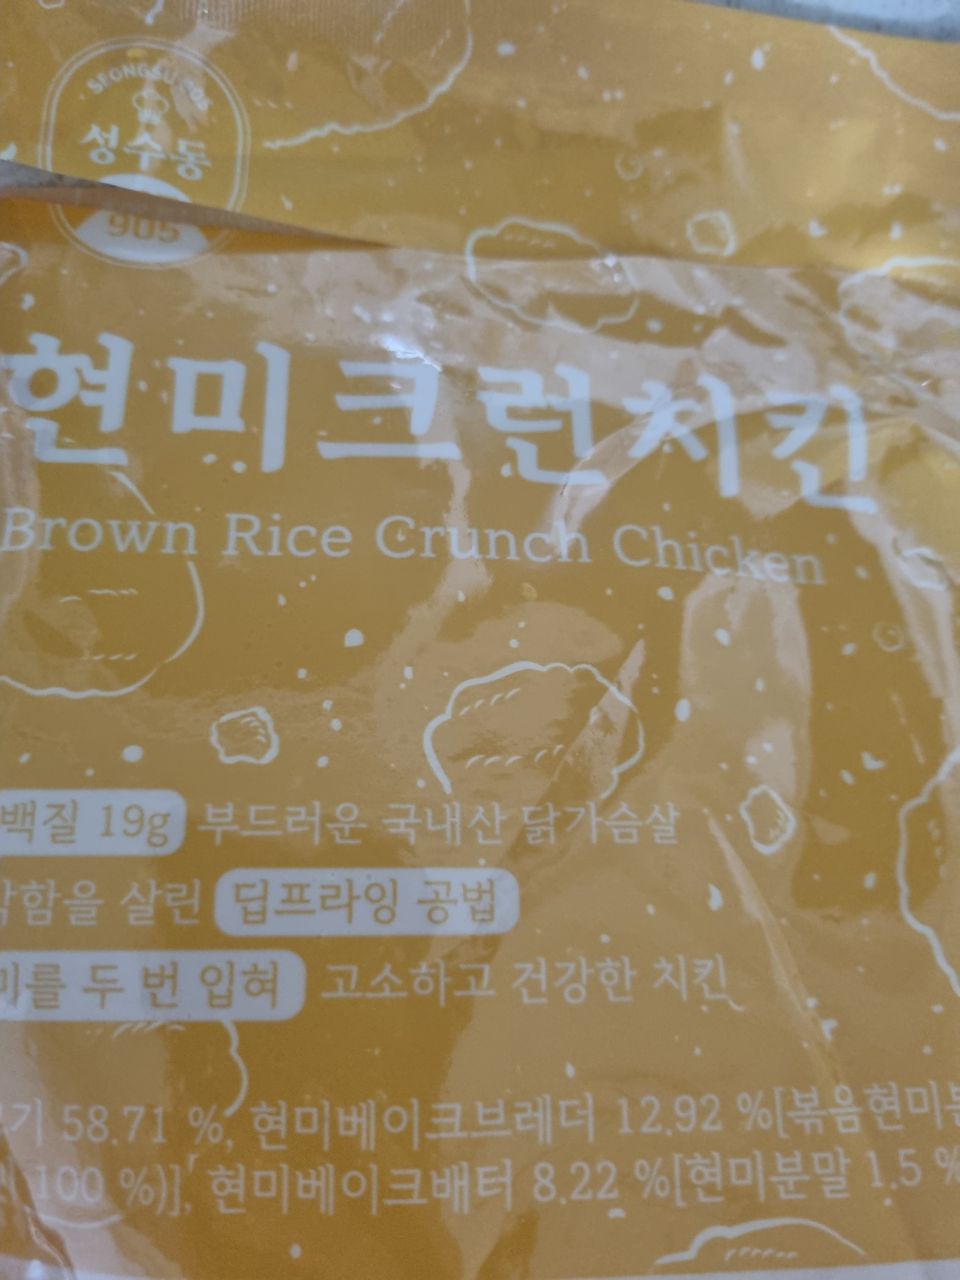 성수동
905
현미크런치킨
Brown Rice Crunch Chicken
백질 19g 부드러운 국내산 닭가슴살
함을 살린 딥프라잉 공법
를 두 번 입혀 고소하고 건강한 치킨
기 58.71 %, 현미베이크브레더 12.92 %[볶음현미
100 %)], 현미베이크배터 8.22 %[현미분말 1.5 %